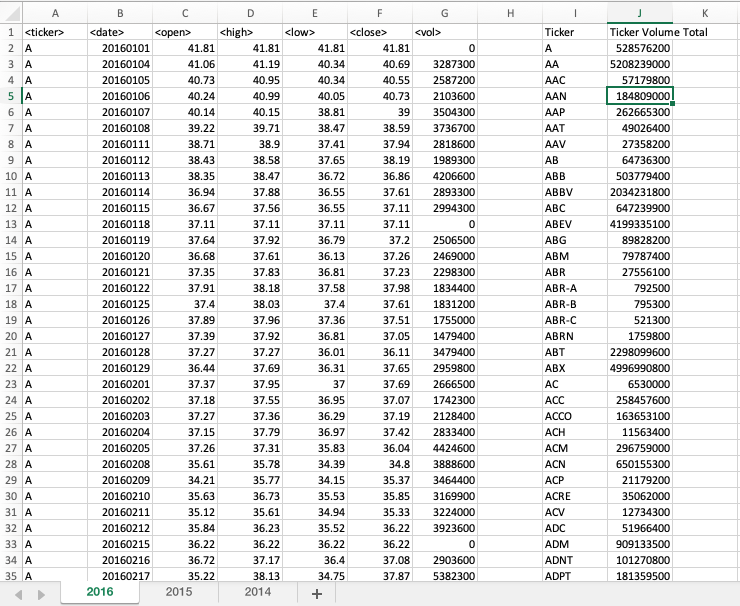 A B C D E F G H I J K
1 <ticker> <date> <open> <high> <low> <close> <vol> Ticker Ticker Volume Total
2 A 20160101 41.81 41.81 41.81 41.81 0 A 528576200
3 A 20160104 41.06 41.19 40.34 40.69 3287300 AA 5208239000
4 A 20160105 40.73 40.95 40.34 40.55 2587200 AAC 57179800
5 A 20160106 40.24 40.99 40.05 40.73 2103600 AAN 184809000
6 A 20160107 40.14 40.15 38.81 39 3504300 AAP 262665300
7 A 20160108 39.22 39.71 38.47 38.59 3736700 AAT 49026400
8 A 20160111 38.71 38.9 37.41 37.94 2818600 AAV 27358200
9 A 20160112 38.43 38.58 37.65 38.19 1989300 AB 64736300
10 A 20160113 38.35 38.47 36.72 36.86 4206600 ABB 503779400
11 A 20160114 36.94 37.88 36.55 37.61 2893300 ABBV 2034231800
12 A 20160115 36.67 37.56 36.55 37.11 2994300 ABC 647239900
13 A 20160118 37.11 37.11 37.11 37.11 0 ABEV 4199335100
14 A 20160119 37.64 37.92 36.79 37.2 2506500 ABG 89828200
15 A 20160120 36.68 37.61 36.13 37.26 2469000 ABM 79787400
16 A 20160121 37.35 37.83 36.81 37.23 2298300 ABR 27556100
17 A 20160122 37.91 38.18 37.58 37.98 1834400 ABR-A 792500
18 A 20160125 37.4 38.03 37.4 37.61 1831200 ABR-B 795300
19 A 20160126 37.89 37.96 37.36 37.51 1755000 ABR-C 521300
20 A 20160127 37.39 37.92 36.81 37.05 1479400 ABRN 1759800
21 A 20160128 37.27 37.27 36.01 36.11 3479400 ABT 2298099600
22 A 20160129 36.44 37.69 36.31 37.65 2959800 ABX 4996990800
23 A 20160201 37.37 37.95 37 37.69 2666500 AC 6530000
24 A 20160202 37.18 37.55 36.95 37.07 1742300 ACC 258457600
25 A 20160203 37.27 37.36 36.29 37.19 2128400 ACCO 163653100
26 A 20160204 37.15 37.79 36.97 37.42 2833400 ACH 11563400
27 A 20160205 37.26 37.31 35.83 36.04 4424600 ACM 296759000
28 A 20160208 35.61 35.78 34.39 34.8 3888600 ACN 650155300
29 A 20160209 34.21 35.77 34.15 35.37 3464400 ACP 21179200
30 A 20160210 35.63 36.73 35.53 35.85 3169900 ACRE 35062000
31 A 20160211 35.12 35.61 34.94 35.33 3224000 ACV 12734300
32 A 20160212 35.84 36.23 35.52 36.22 3923600 ADC 51966400
33 A 20160215 36.22 36.22 36.22 36.22 0 ADM 909133500
34 A 20160216 36.72 37.17 36.4 37.08 2903600 ADNT 101270800
35 A 20160217 35.22 38.13 34.75 37.87 5382300 ADPT 181359500
2016 2015 2014 +